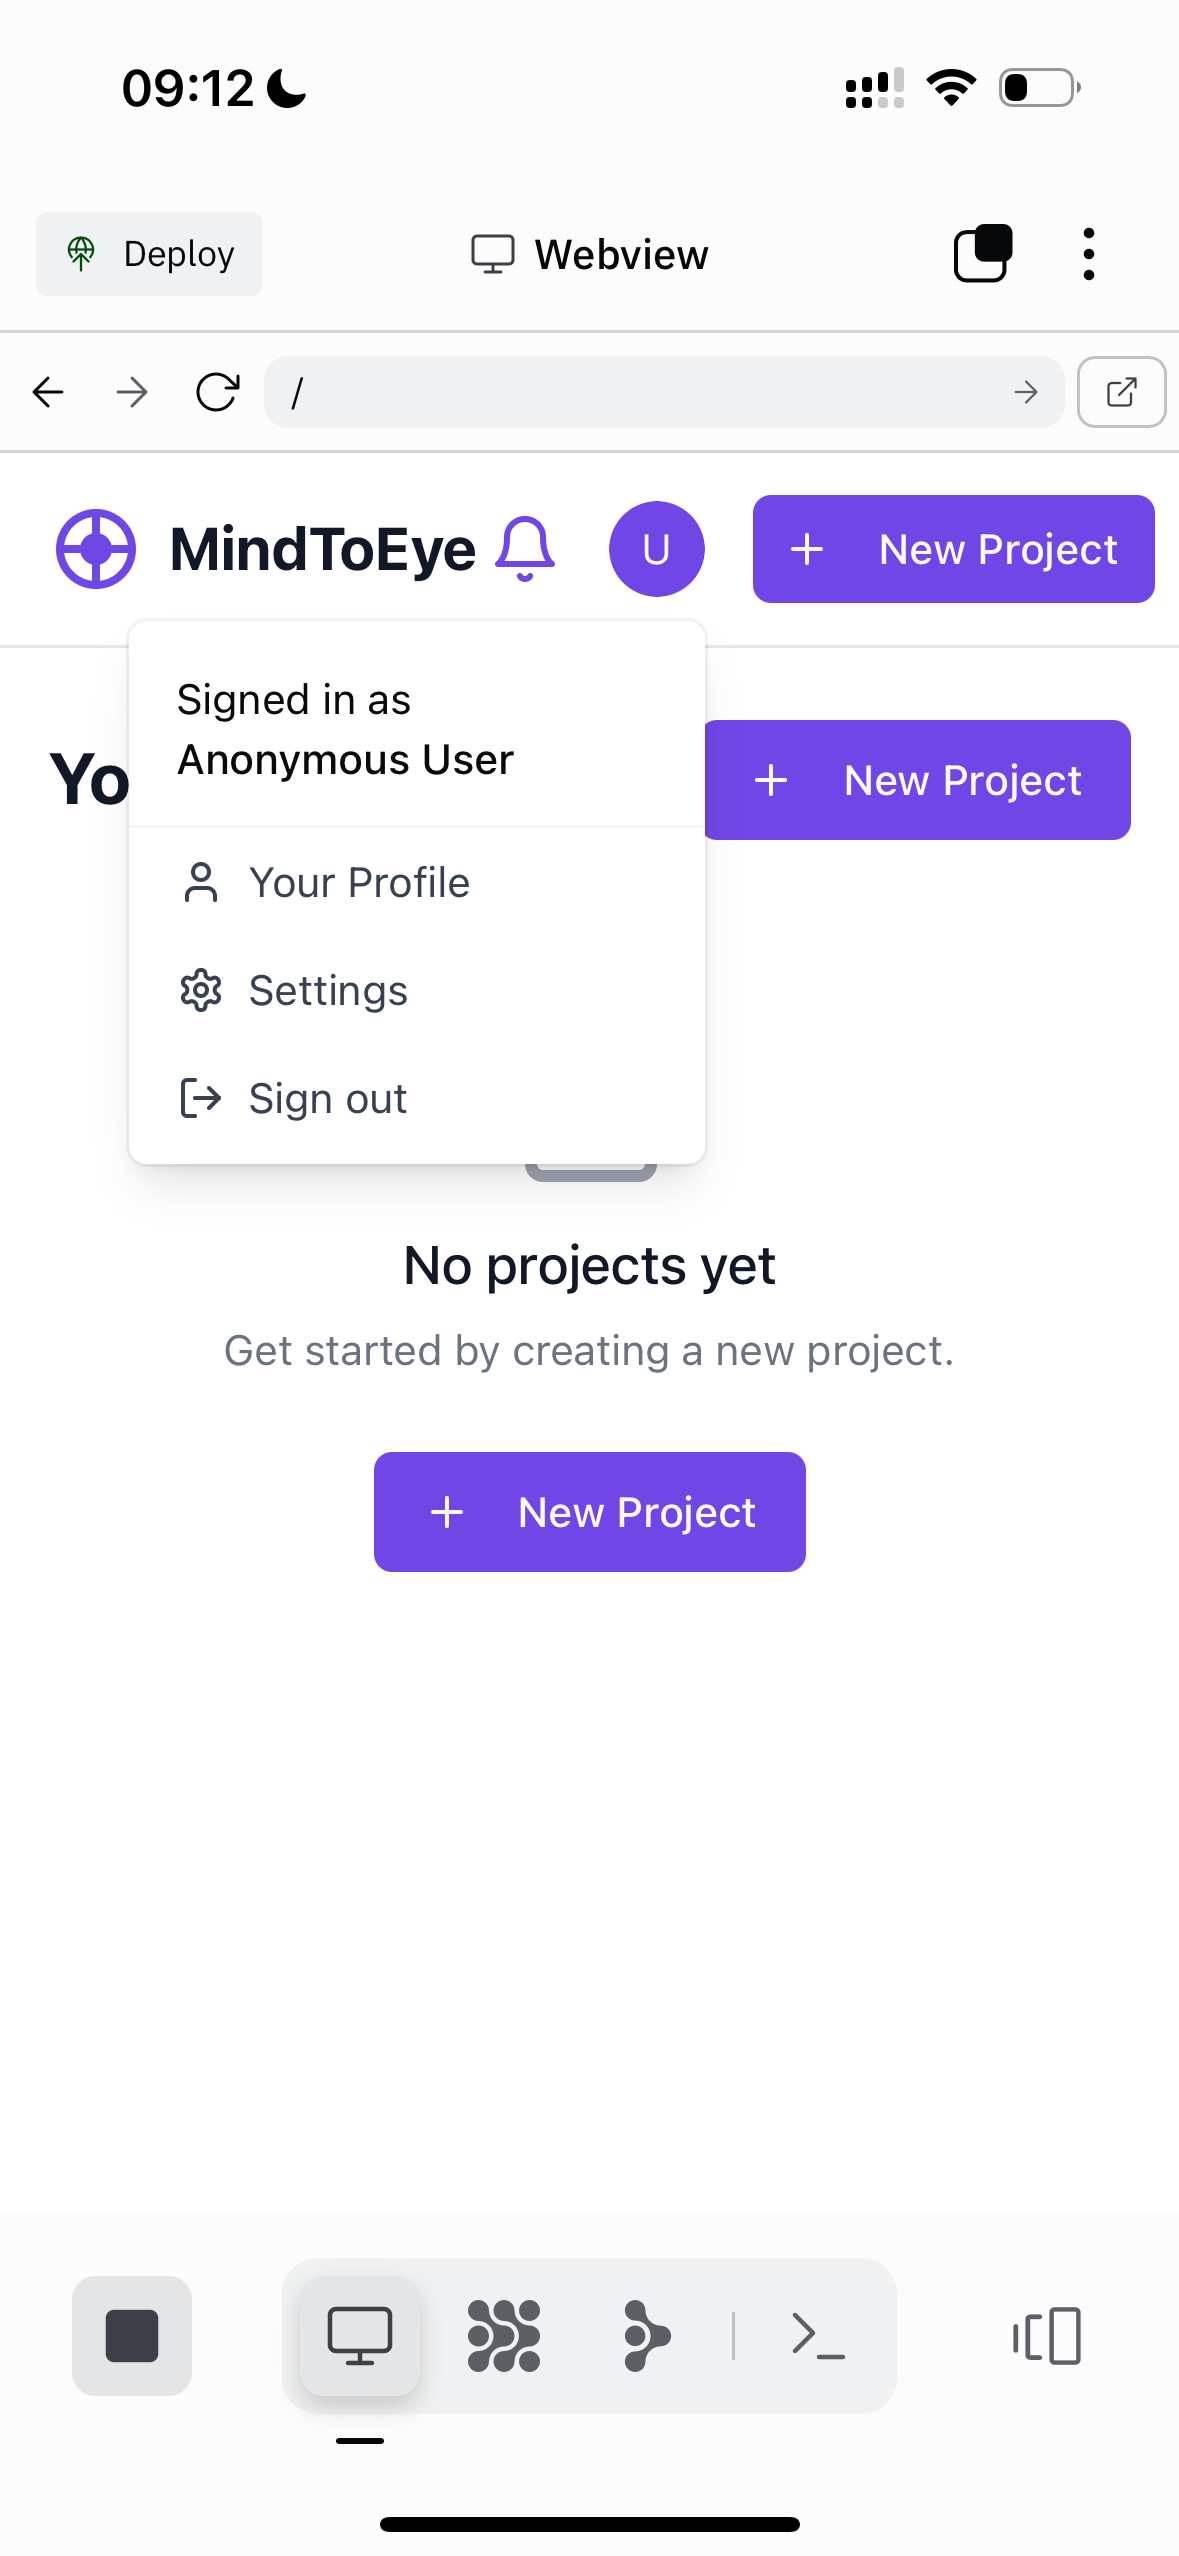 09:12
Deploy
Webview
/
MindToEye
U
New Project
Signed in as
Anonymous User
Yo
New Project
Your Profile
Settings
Sign out
No projects yet
Get started by creating a new project.
New Project